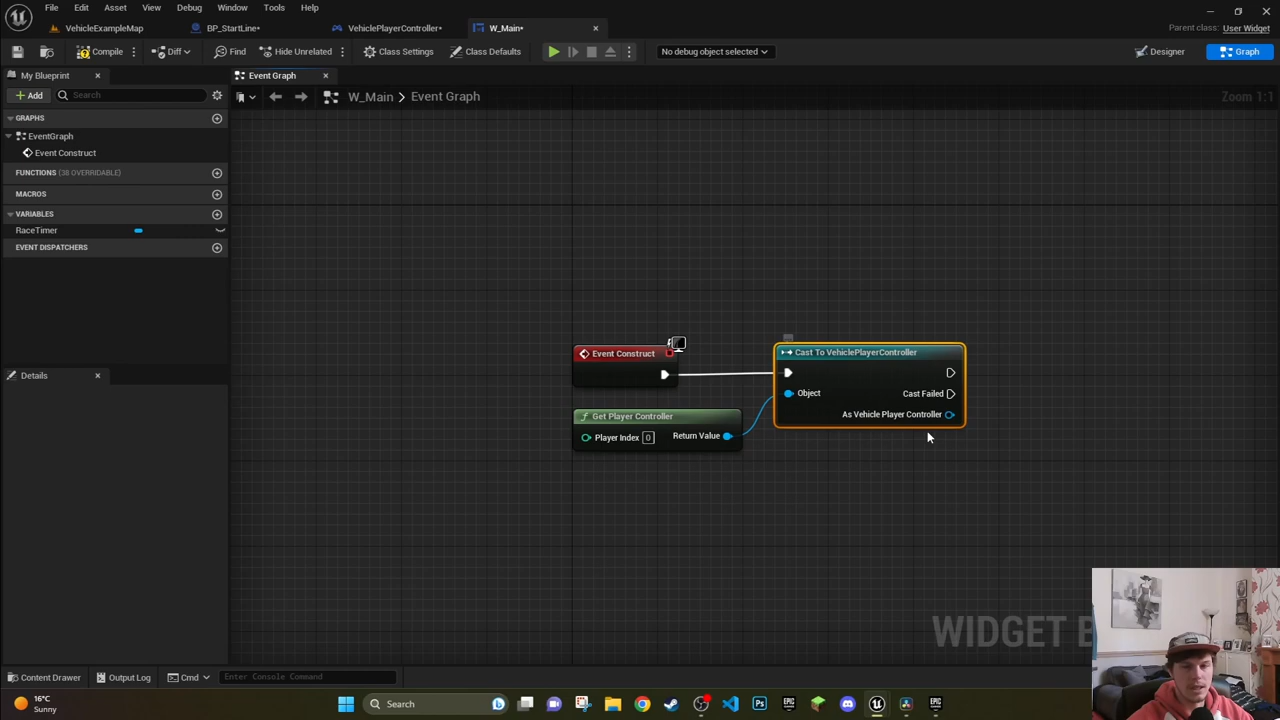 File Edit Asset View Debug Window Tools Help
VehicleExampleMap BP_StartLine• VehiclePlayerController• W_Main•
Parent class: User Widget
Compile Diff Find Hide Unrelated Class Settings Class Defaults No debug object selected Designer Graph
My Blueprint Event Graph
Add Search W_Main > Event Graph Zoom 1:1
GRAPHS
EventGraph
Event Construct
FUNCTIONS (38 OVERRIDABLE)
MACROS
VARIABLES
RaceTimer
EVENT DISPATCHERS
Details
Event Construct
Cast To VehiclePlayerController
Object
Cast Failed
As Vehicle Player Controller
Get Player Controller
Player Index 0 Return Value
WIDGET B
Content Drawer Output Log Cmd Enter Console Command
16°C
Sunny
Search